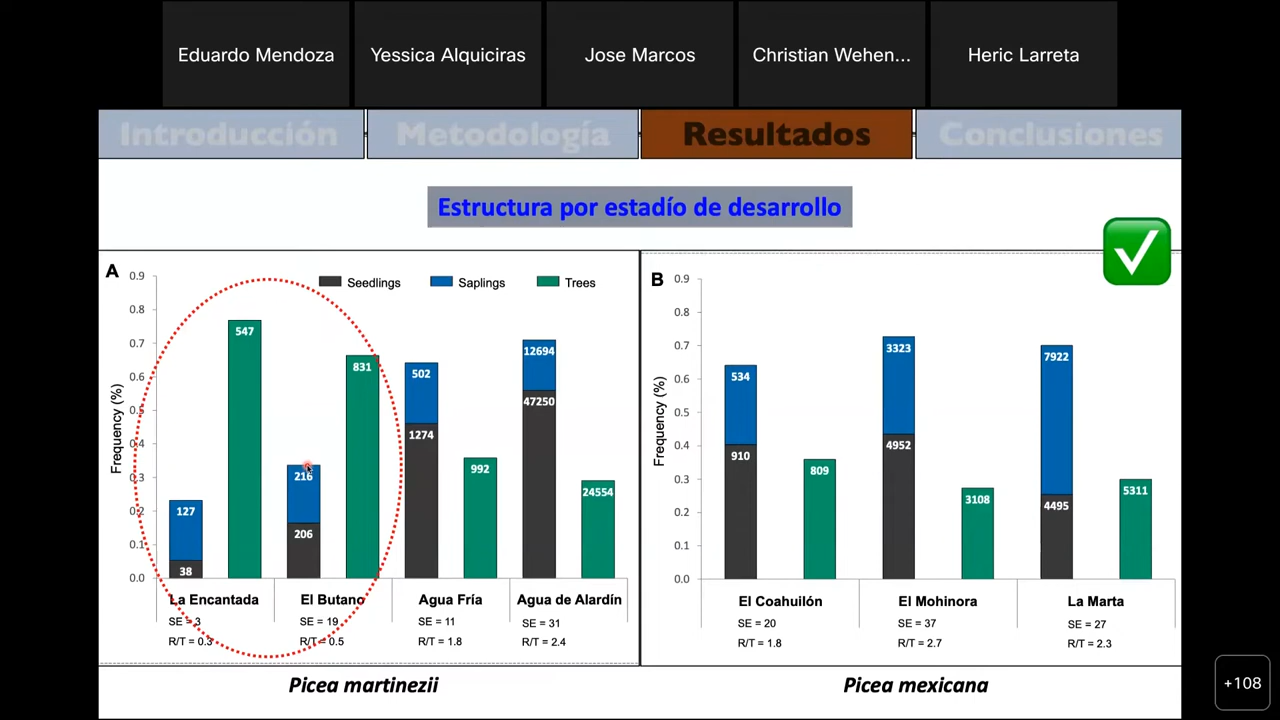 Eduardo Mendoza
Yessica Alquiciras
Jose Marcos
Christian Wehen...
Heric Larreta
Introducción
Metodología
Resultados
Conclusiones
Estructura por estadío de desarrollo
A
Seedlings
Saplings
Trees
Frequency (%)
0.9
0.8
0.7
0.6
0.5
0.4
0.3
0.2
0.1
0.0
547
831
502
12694
47250
1274
992
24554
216
206
127
38
La Encantada
El Butano
Agua Fría
Agua de Alardín
SE = 3
SE = 19
SE = 11
SE = 31
R/T = 0.3
R/T = 0.5
R/T = 1.8
R/T = 2.4
Picea martinezii
B
Frequency (%)
0.9
0.8
0.7
0.6
0.5
0.4
0.3
0.2
0.1
0.0
534
910
809
3323
4952
3108
7922
4495
5311
El Coahuilón
El Mohinora
La Marta
SE = 20
SE = 37
SE = 27
R/T = 1.8
R/T = 2.7
R/T = 2.3
Picea mexicana
+108